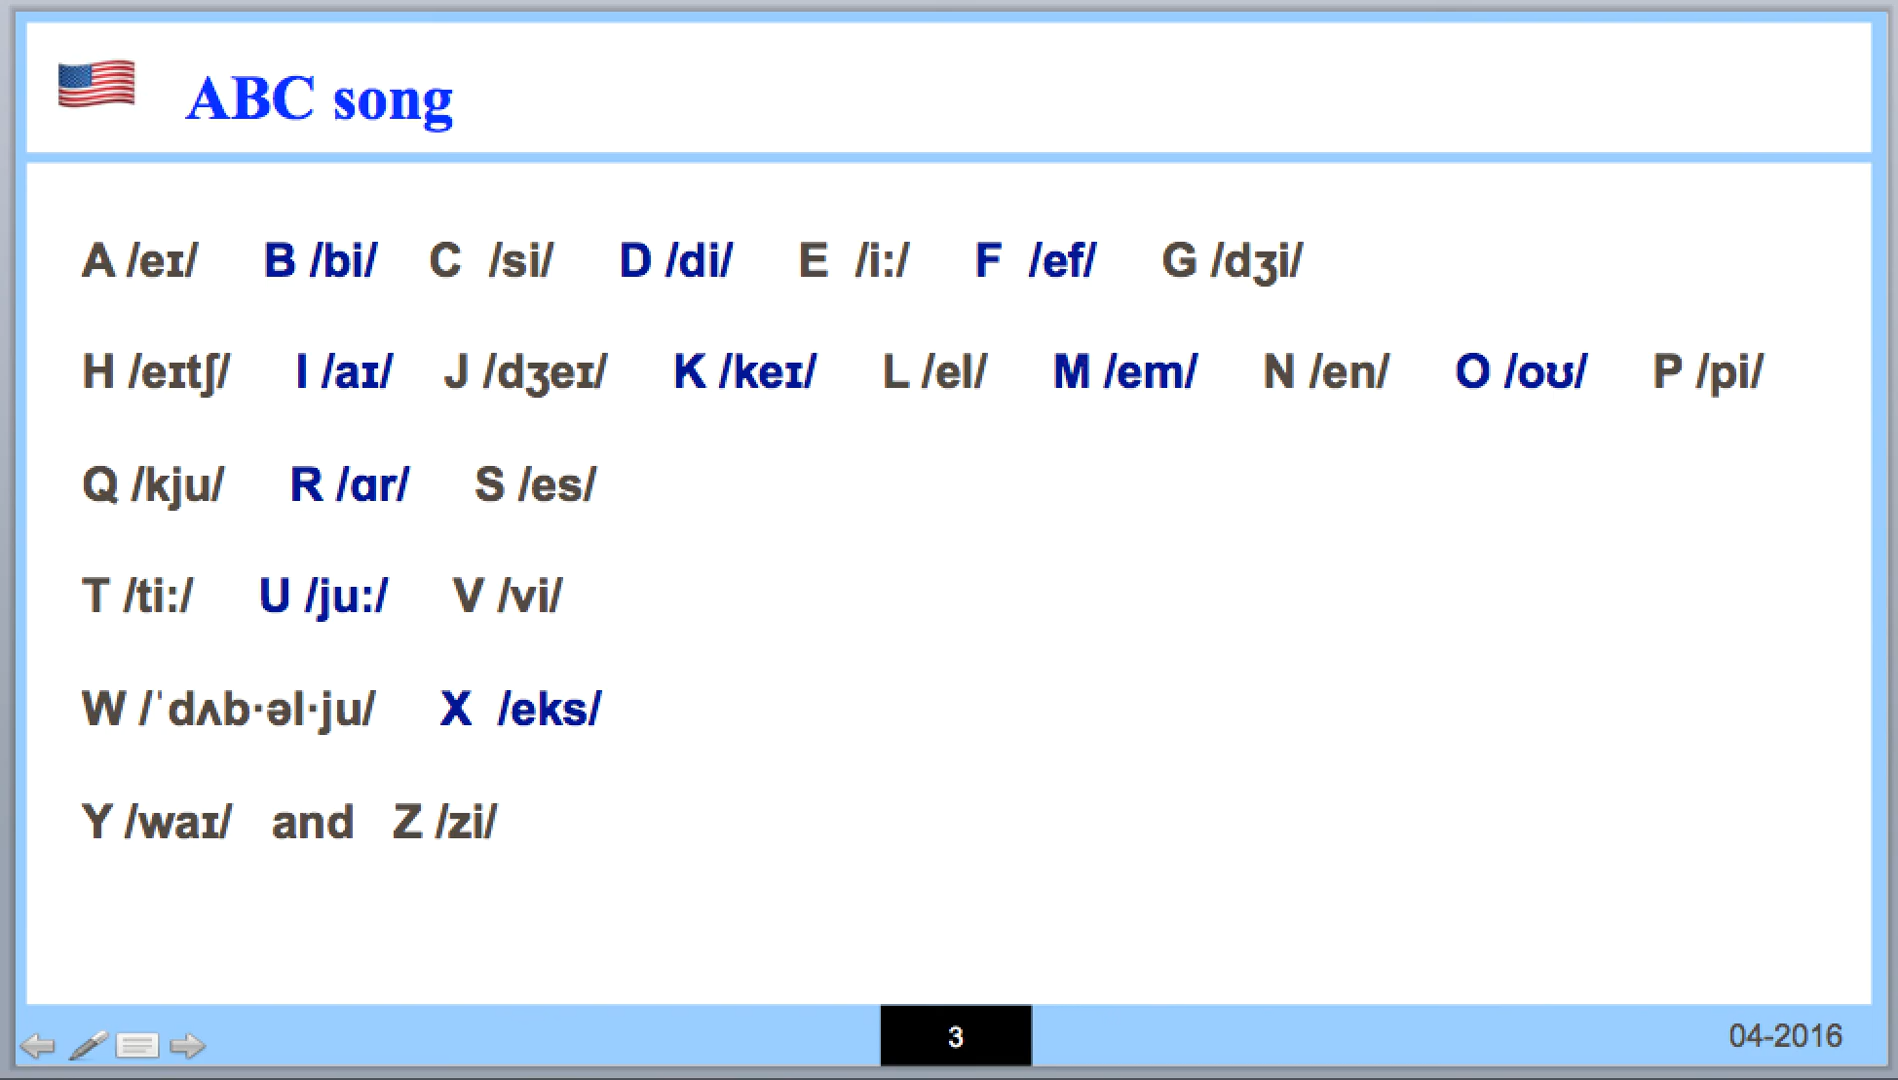 ABC song
A /eɪ/ B /bi/ C /si/ D /di/ E /i:/ F /ef/ G /dʒi/
H /eɪtʃ/ I /aɪ/ J /dʒeɪ/ K /keɪ/ L /el/ M /em/ N /en/ O /oʊ/ P /pi/
Q /kju/ R /ɑr/ S /es/
T /ti:/ U /ju:/ V /vi/
W /ˈdʌb·əl·ju/ X /eks/
Y /waɪ/ and Z /zi/
3
04-2016